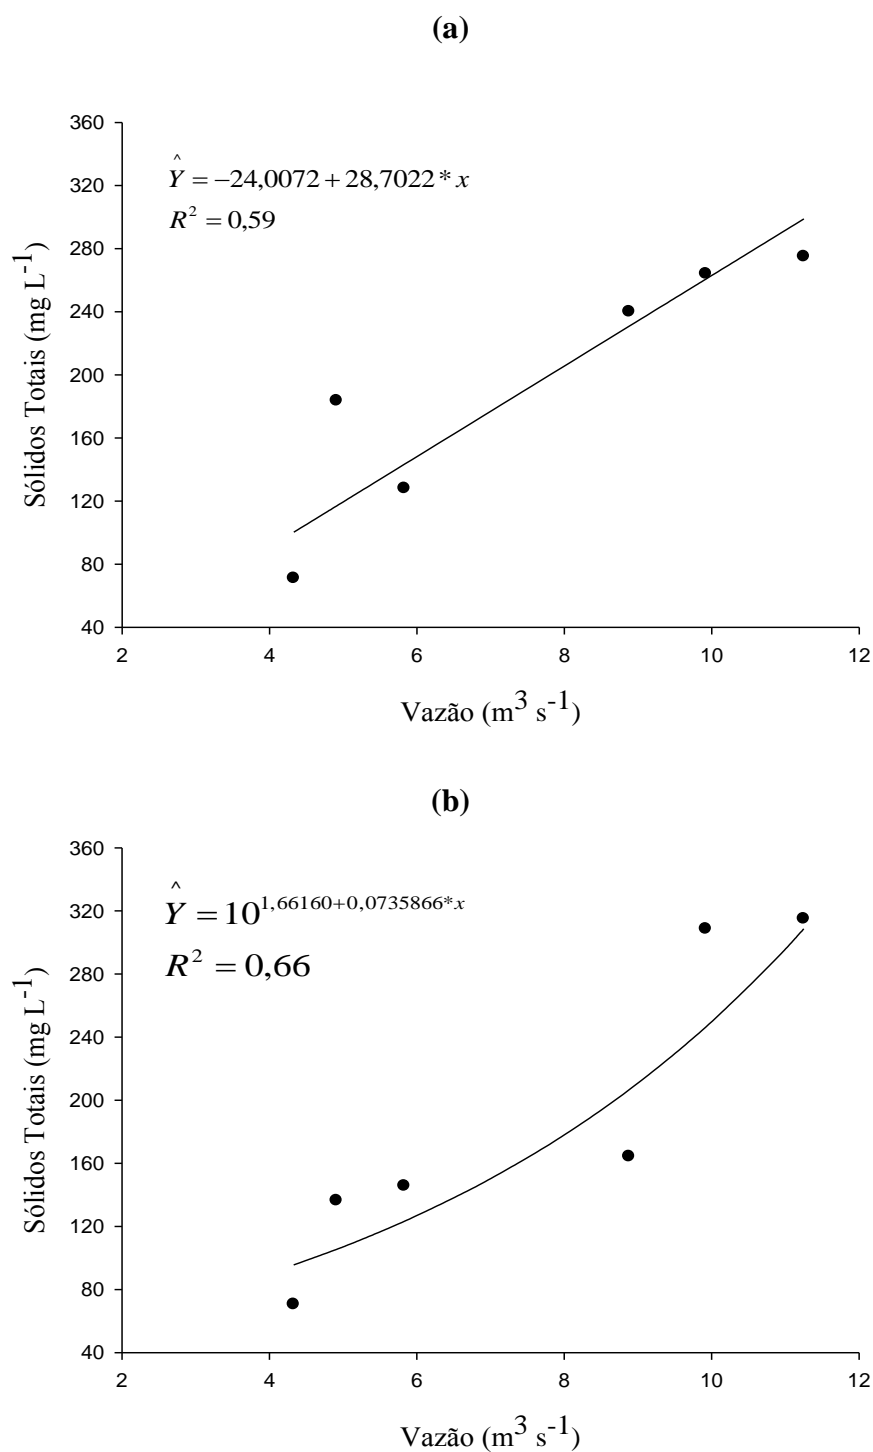 (a)
360
320
280
240
200
160
120
80
40
Sólidos Totais (mg L⁻¹)
Ŷ = −24,0072 + 28,7022 * x
R² = 0,59
2 4 6 8 10 12
Vazão (m³ s⁻¹)
(b)
360
320
280
240
200
160
120
80
40
Sólidos Totais (mg L⁻¹)
Ŷ = 10^{1,66160+0,0735866*x}
R² = 0,66
2 4 6 8 10 12
Vazão (m³ s⁻¹)